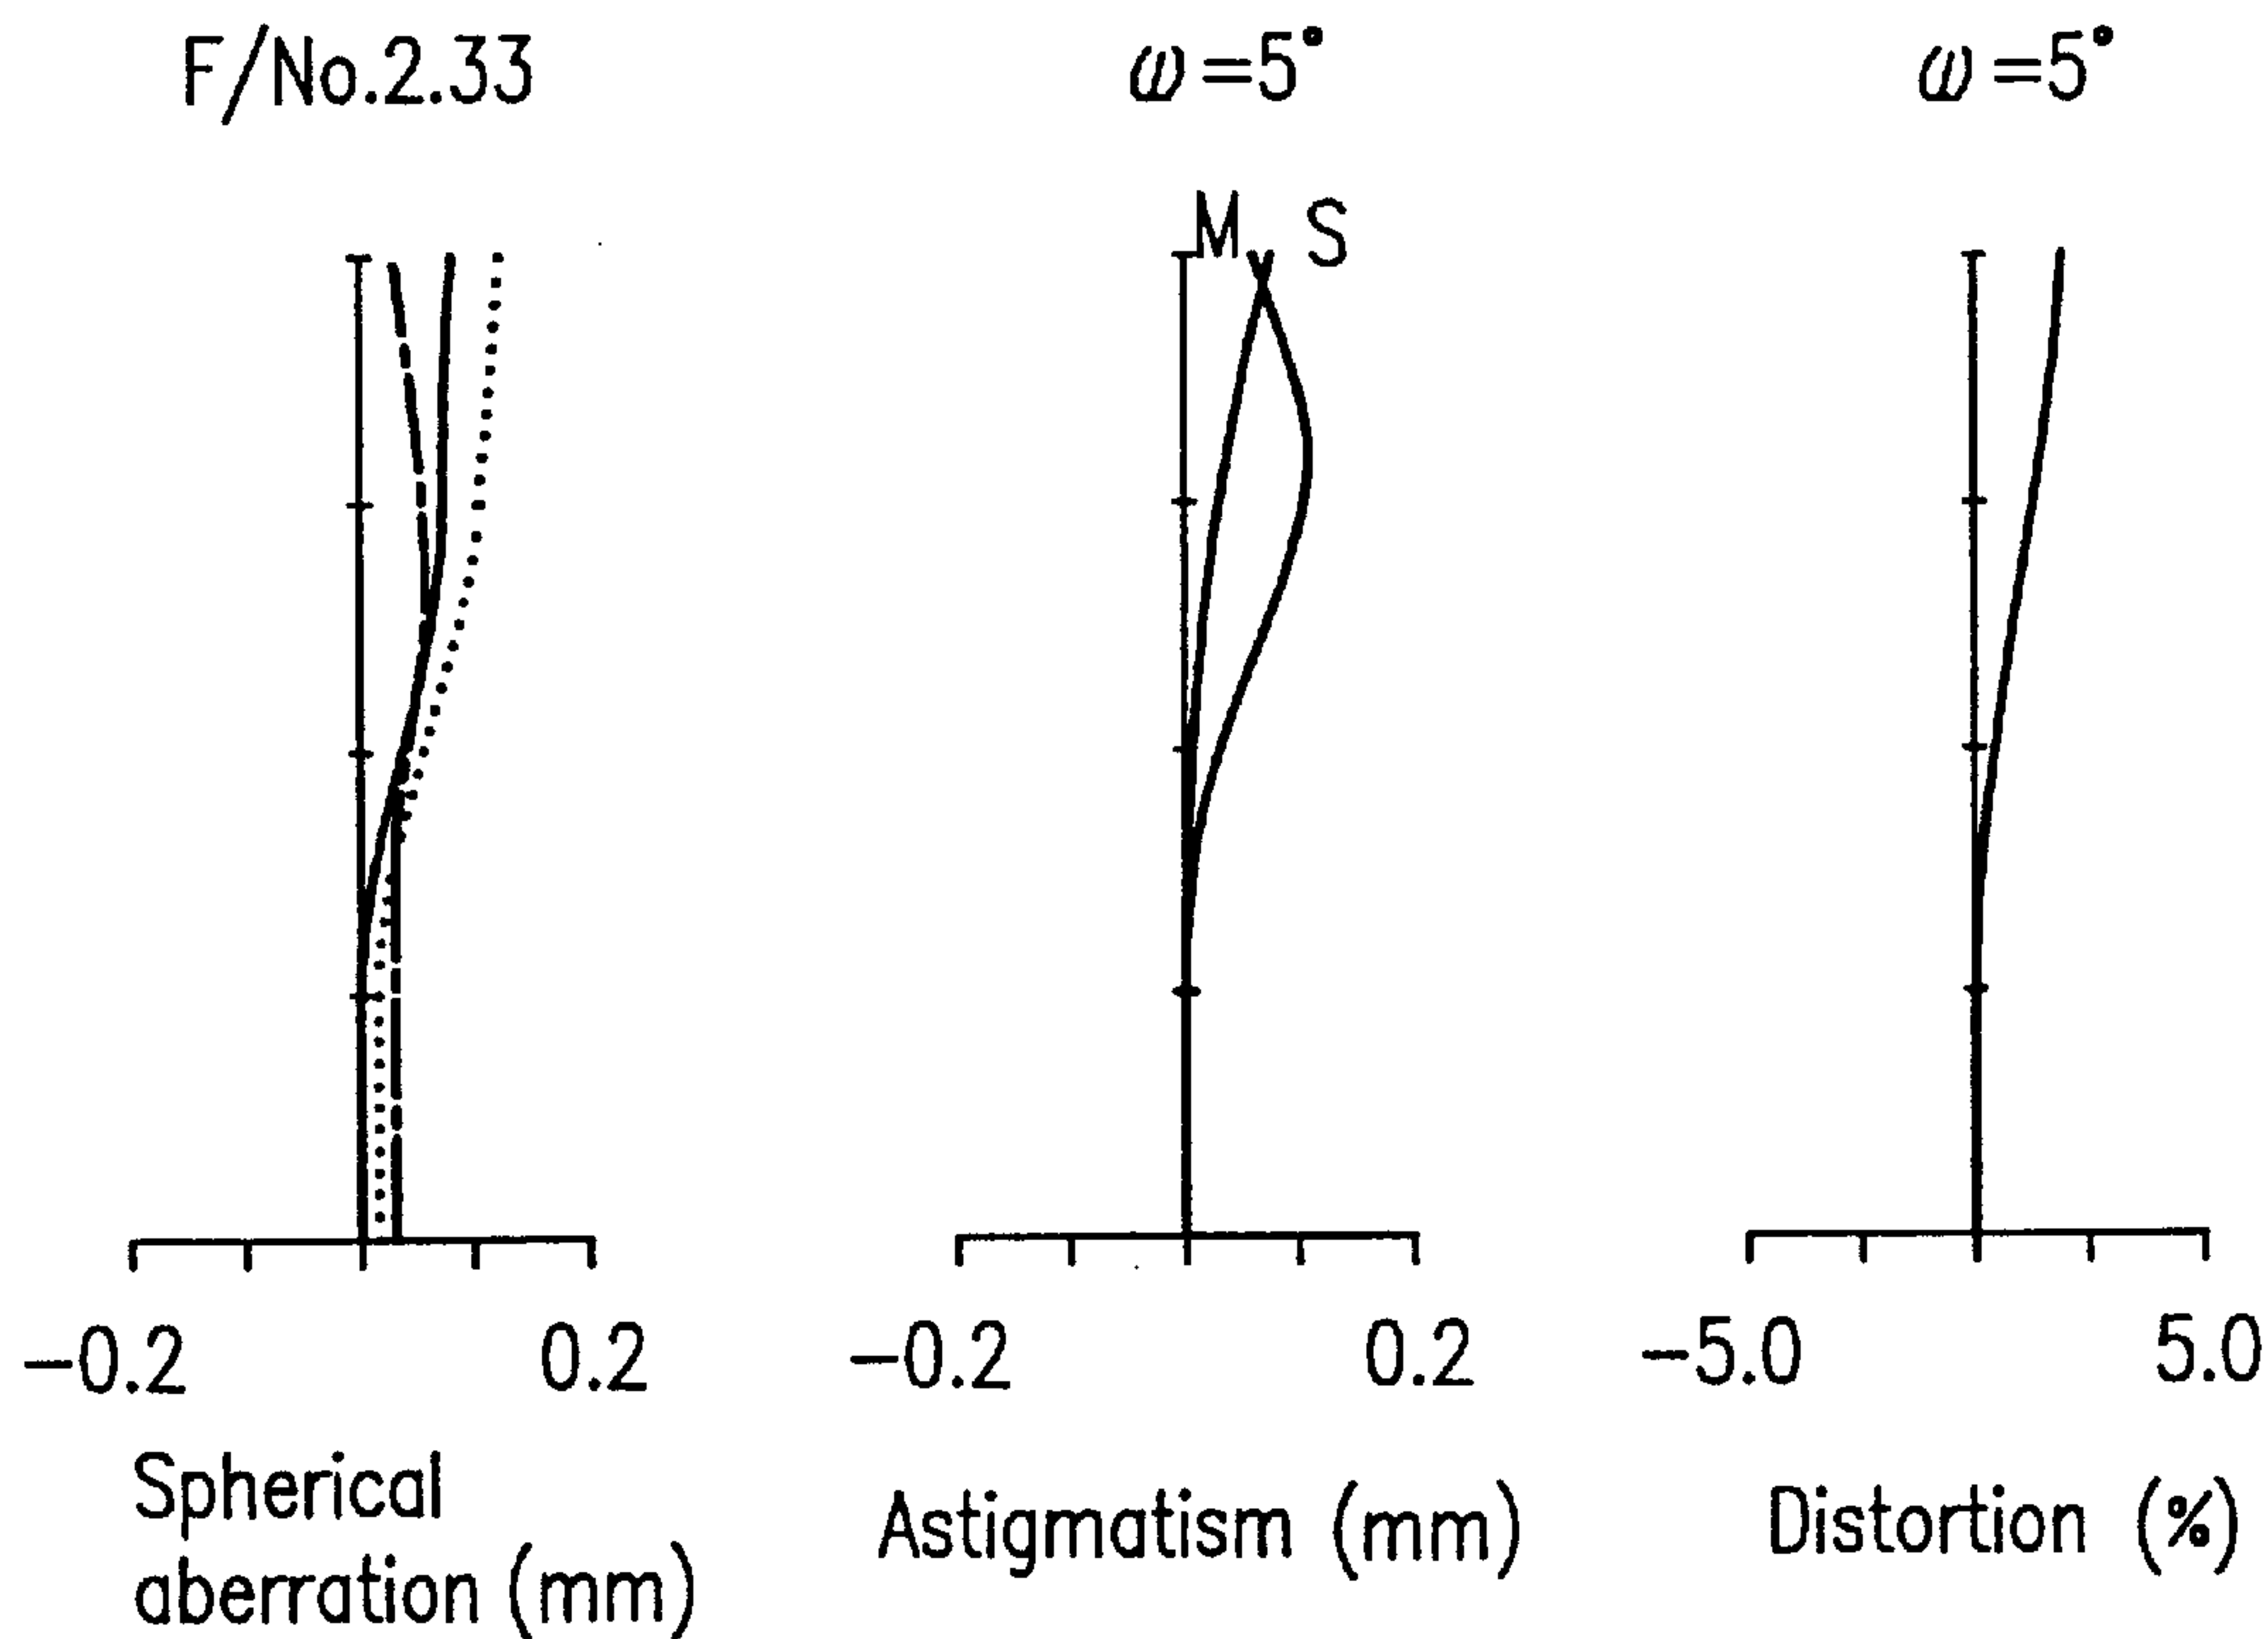 F/No.2.33
ω=5°
ω=5°
M S
−0.2 0.2
−0.2 0.2
−5.0 5.0
Spherical
aberration (mm)
Astigmatism (mm)
Distortion (%)